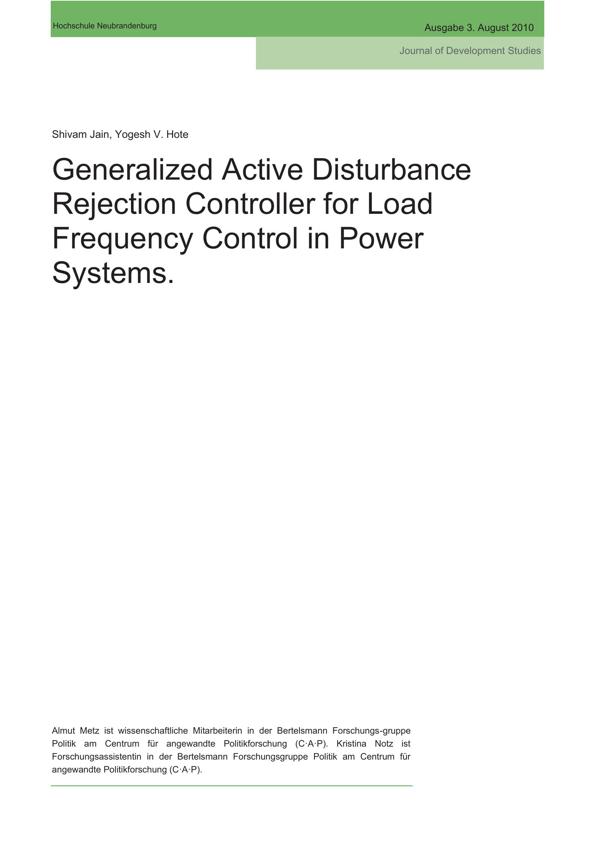 Hochschule Neubrandenburg
Ausgabe 3. August 2010
Journal of Development Studies
Shivam Jain, Yogesh V. Hote
Generalized Active Disturbance
Rejection Controller for Load
Frequency Control in Power
Systems.
Almut Metz ist wissenschaftliche Mitarbeiterin in der Bertelsmann Forschungs-gruppe
Politik am Centrum für angewandte Politikforschung (C·A·P). Kristina Notz ist
Forschungsassistentin in der Bertelsmann Forschungsgruppe Politik am Centrum für
angewandte Politikforschung (C·A·P).